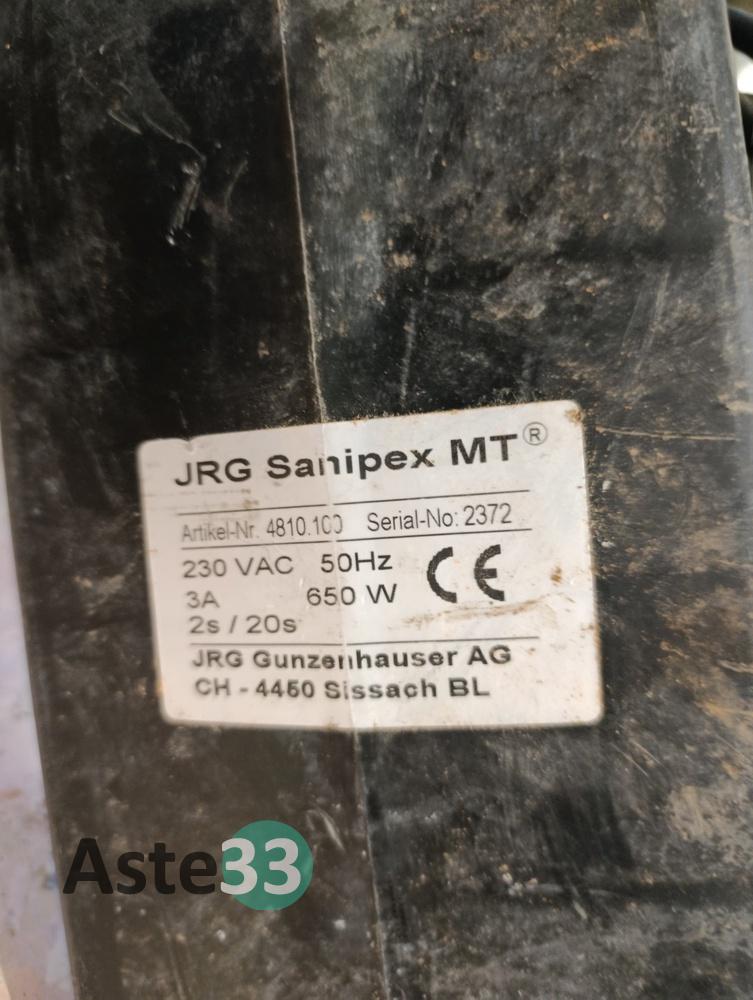 JRG Sanipex MT®
Artikel-Nr. 4810.100 Serial-No: 2372
230 VAC 50Hz CE
3A 650 W
2s / 20s
JRG Gunzenhauser AG
CH - 4450 Sissach BL
Aste33